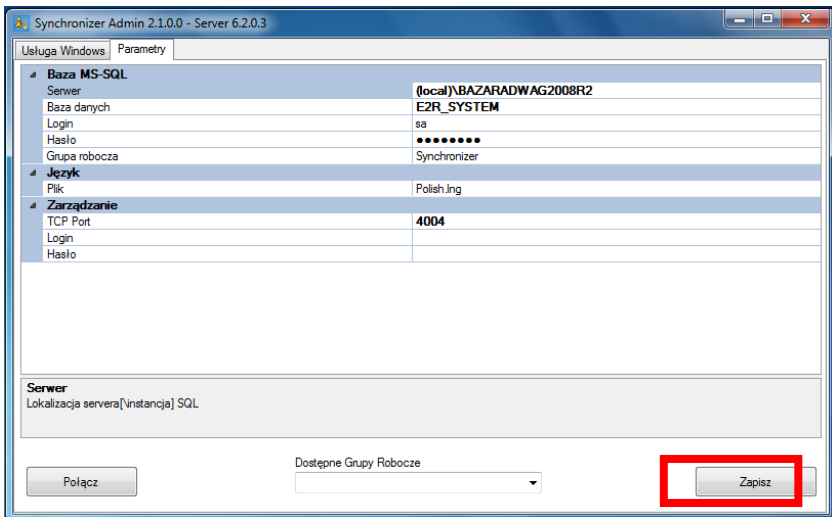 Synchronizer Admin 2.1.0.0 - Server 6.2.0.3
Usługa Windows Parametry
Baza MS-SQL
Serwer (local)\BAZARADWAG2008R2
Baza danych E2R_SYSTEM
Login sa
Hasło ●●●●●●●●
Grupa robocza Synchronizer
Język
Plik Polish.lng
Zarządzanie
TCP Port 4004
Login
Hasło
Serwer
Lokalizacja servera[\instancja] SQL
Dostępne Grupy Robocze
Połącz Zapisz